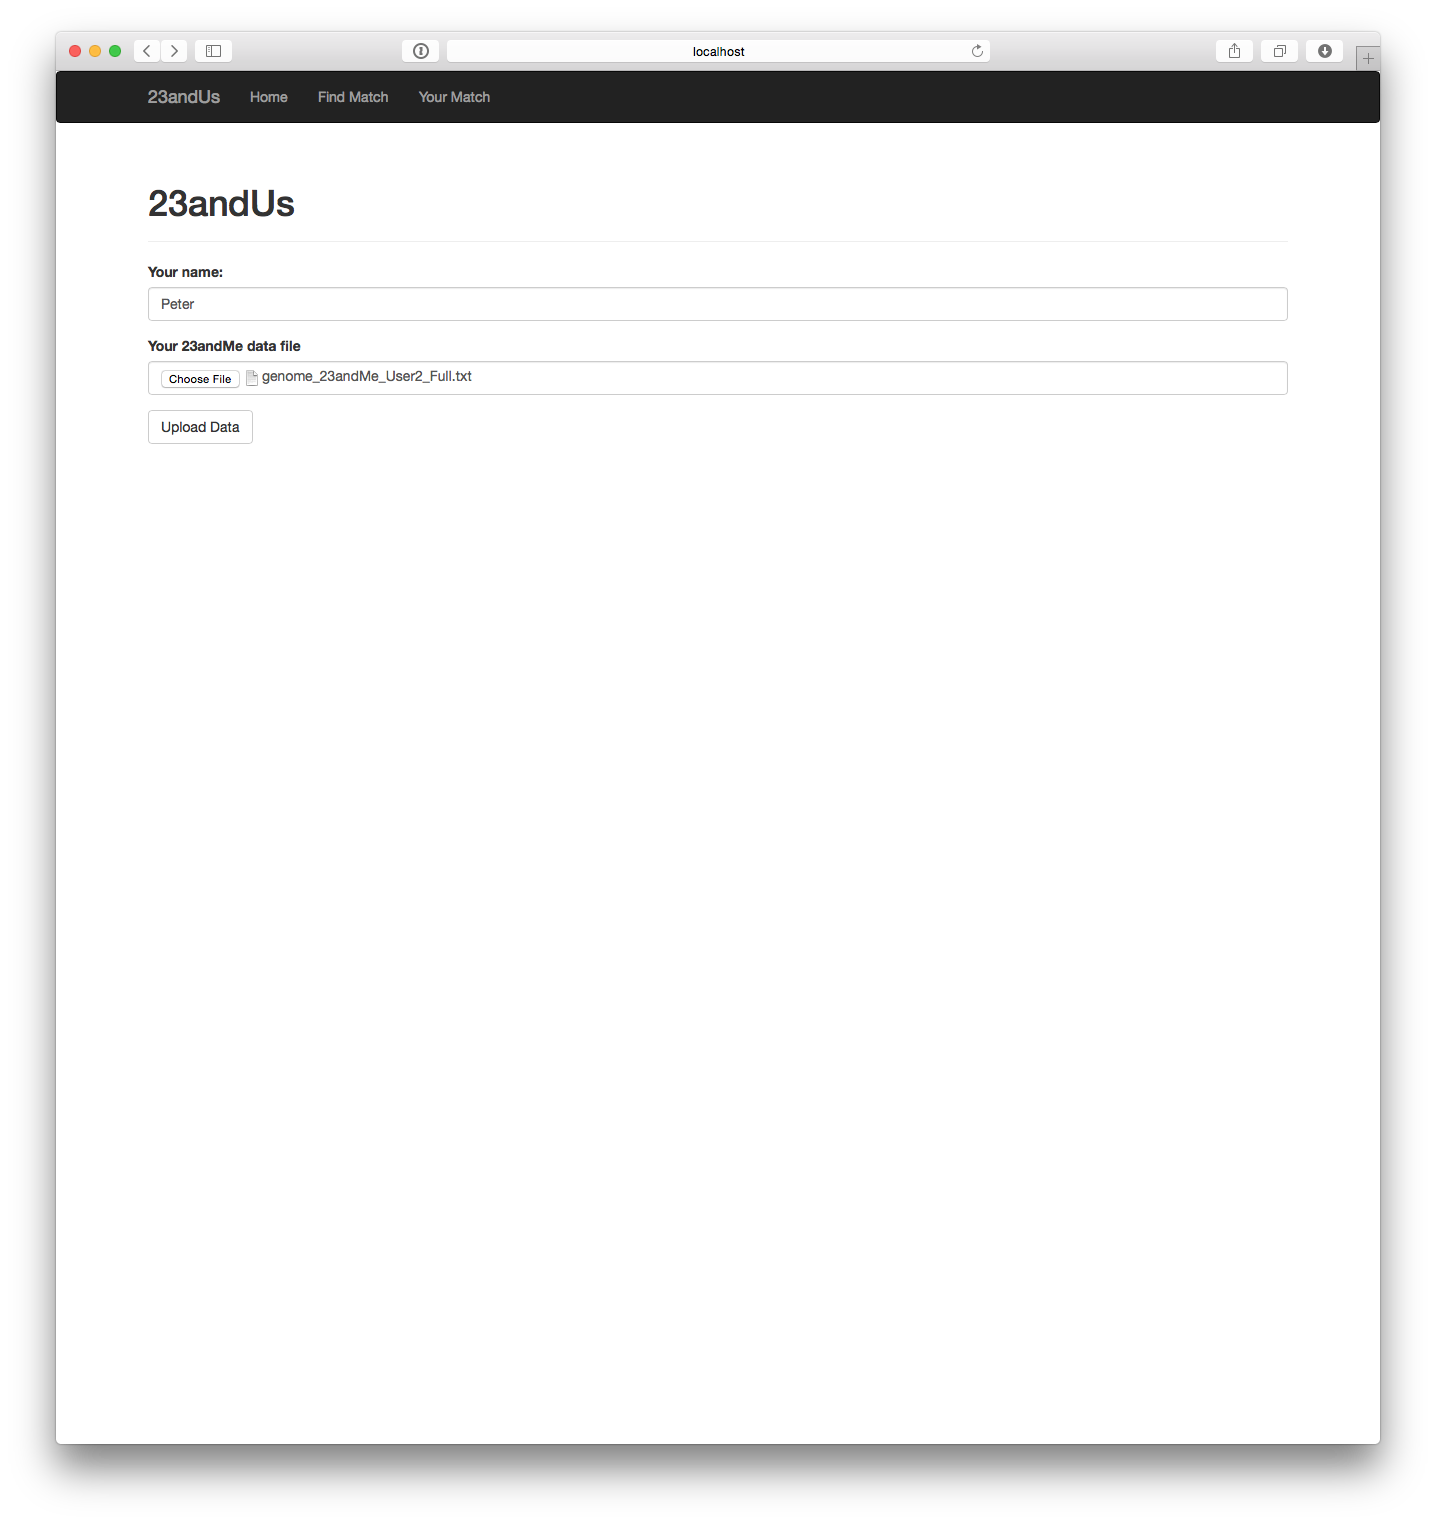 localhost
23andUs Home Find Match Your Match
23andUs
Your name:
Peter
Your 23andMe data file
Choose File genome_23andMe_User2_Full.txt
Upload Data